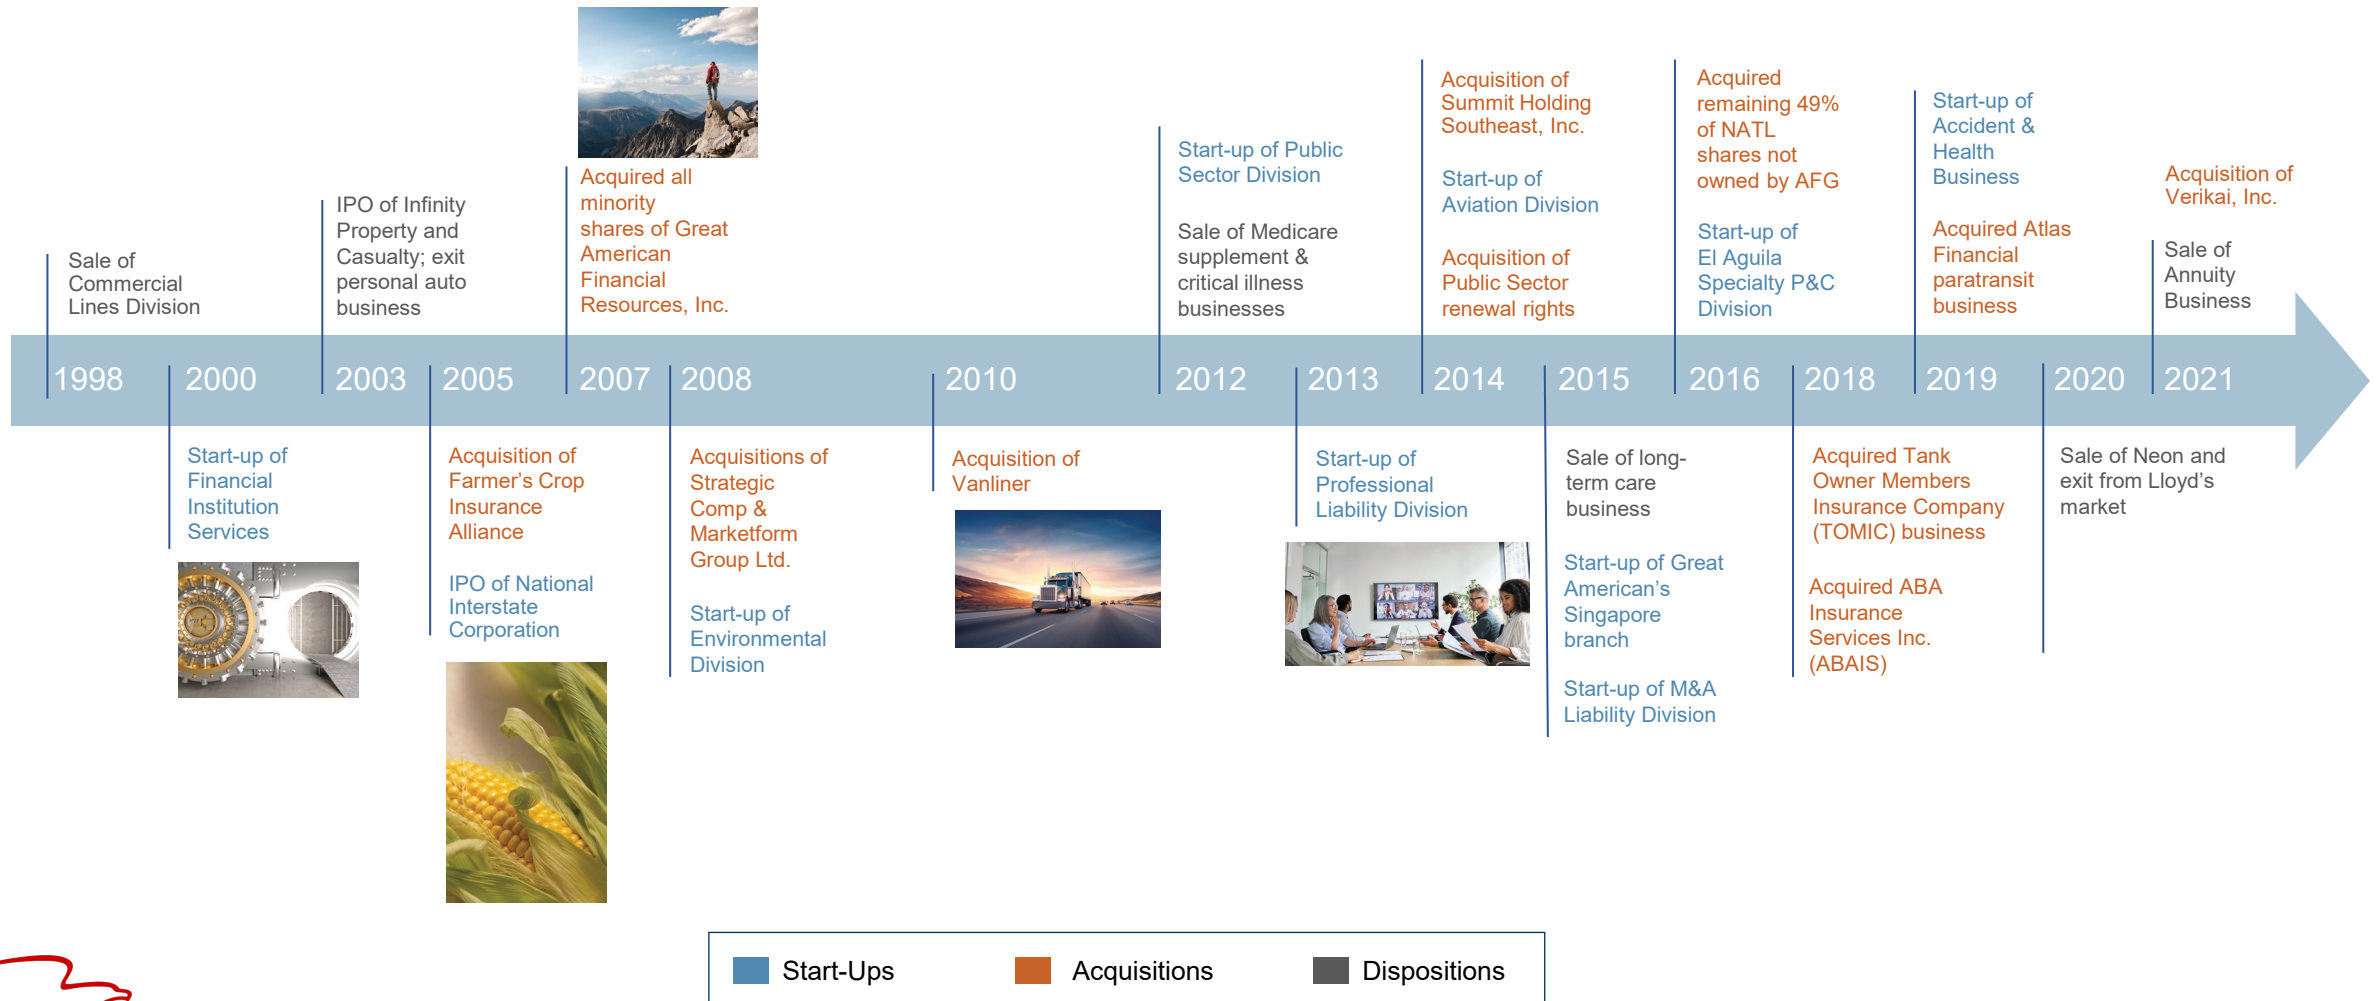 Sale of
Commercial
Lines Division
IPO of Infinity
Property and
Casualty; exit
personal auto
business
Acquired all
minority
shares of Great
American
Financial
Resources, Inc.
Start-up of Public
Sector Division
Sale of Medicare
supplement &
critical illness
businesses
Acquisition of
Summit Holding
Southeast, Inc.
Start-up of
Aviation Division
Acquisition of
Public Sector
renewal rights
Acquired
remaining 49%
of NATL
shares not
owned by AFG
Start-up of
El Aguila
Specialty P&C
Division
Start-up of
Accident &
Health
Business
Acquired Atlas
Financial
paratransit
business
Acquisition of
Verikai, Inc.
Sale of
Annuity
Business
1998 2000 2003 2005 2007 2008 2010 2012 2013 2014 2015 2016 2018 2019 2020 2021
Start-up of
Financial
Institution
Services
Acquisition of
Farmer's Crop
Insurance
Alliance
IPO of National
Interstate
Corporation
Acquisitions of
Strategic
Comp &
Marketform
Group Ltd.
Start-up of
Environmental
Division
Acquisition of
Vanliner
Start-up of
Professional
Liability Division
Sale of long-
term care
business
Start-up of Great
American's
Singapore
branch
Start-up of M&A
Liability Division
Acquired Tank
Owner Members
Insurance Company
(TOMIC) business
Acquired ABA
Insurance
Services Inc.
(ABAIS)
Sale of Neon and
exit from Lloyd's
market
Start-Ups Acquisitions Dispositions